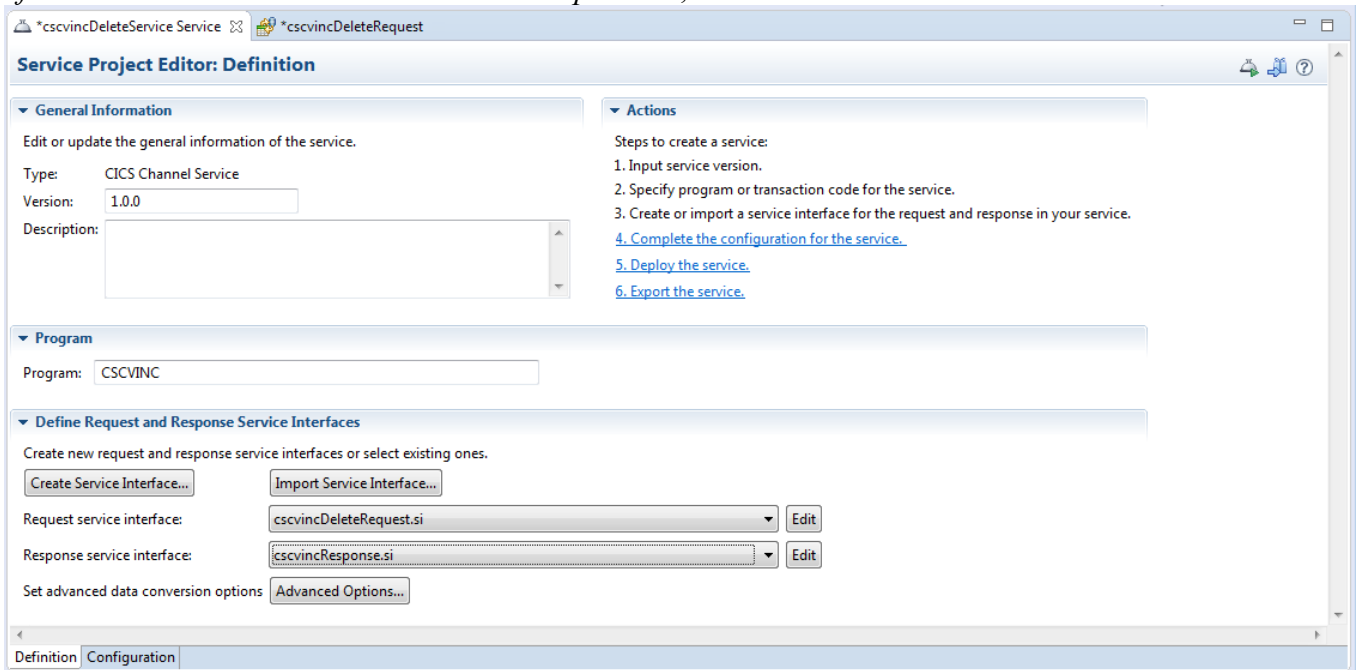 *cscvincDeleteService Service *cscvincDeleteRequest
Service Project Editor: Definition
General Information
Edit or update the general information of the service.
Type: CICS Channel Service
Version: 1.0.0
Description:
Actions
Steps to create a service:
1. Input service version.
2. Specify program or transaction code for the service.
3. Create or import a service interface for the request and response in your service.
4. Complete the configuration for the service.
5. Deploy the service.
6. Export the service.
Program
Program: CSCVINC
Define Request and Response Service Interfaces
Create new request and response service interfaces or select existing ones.
Create Service Interface... Import Service Interface...
Request service interface: cscvincDeleteRequest.si Edit
Response service interface: cscvincResponse.si Edit
Set advanced data conversion options Advanced Options...
Definition Configuration